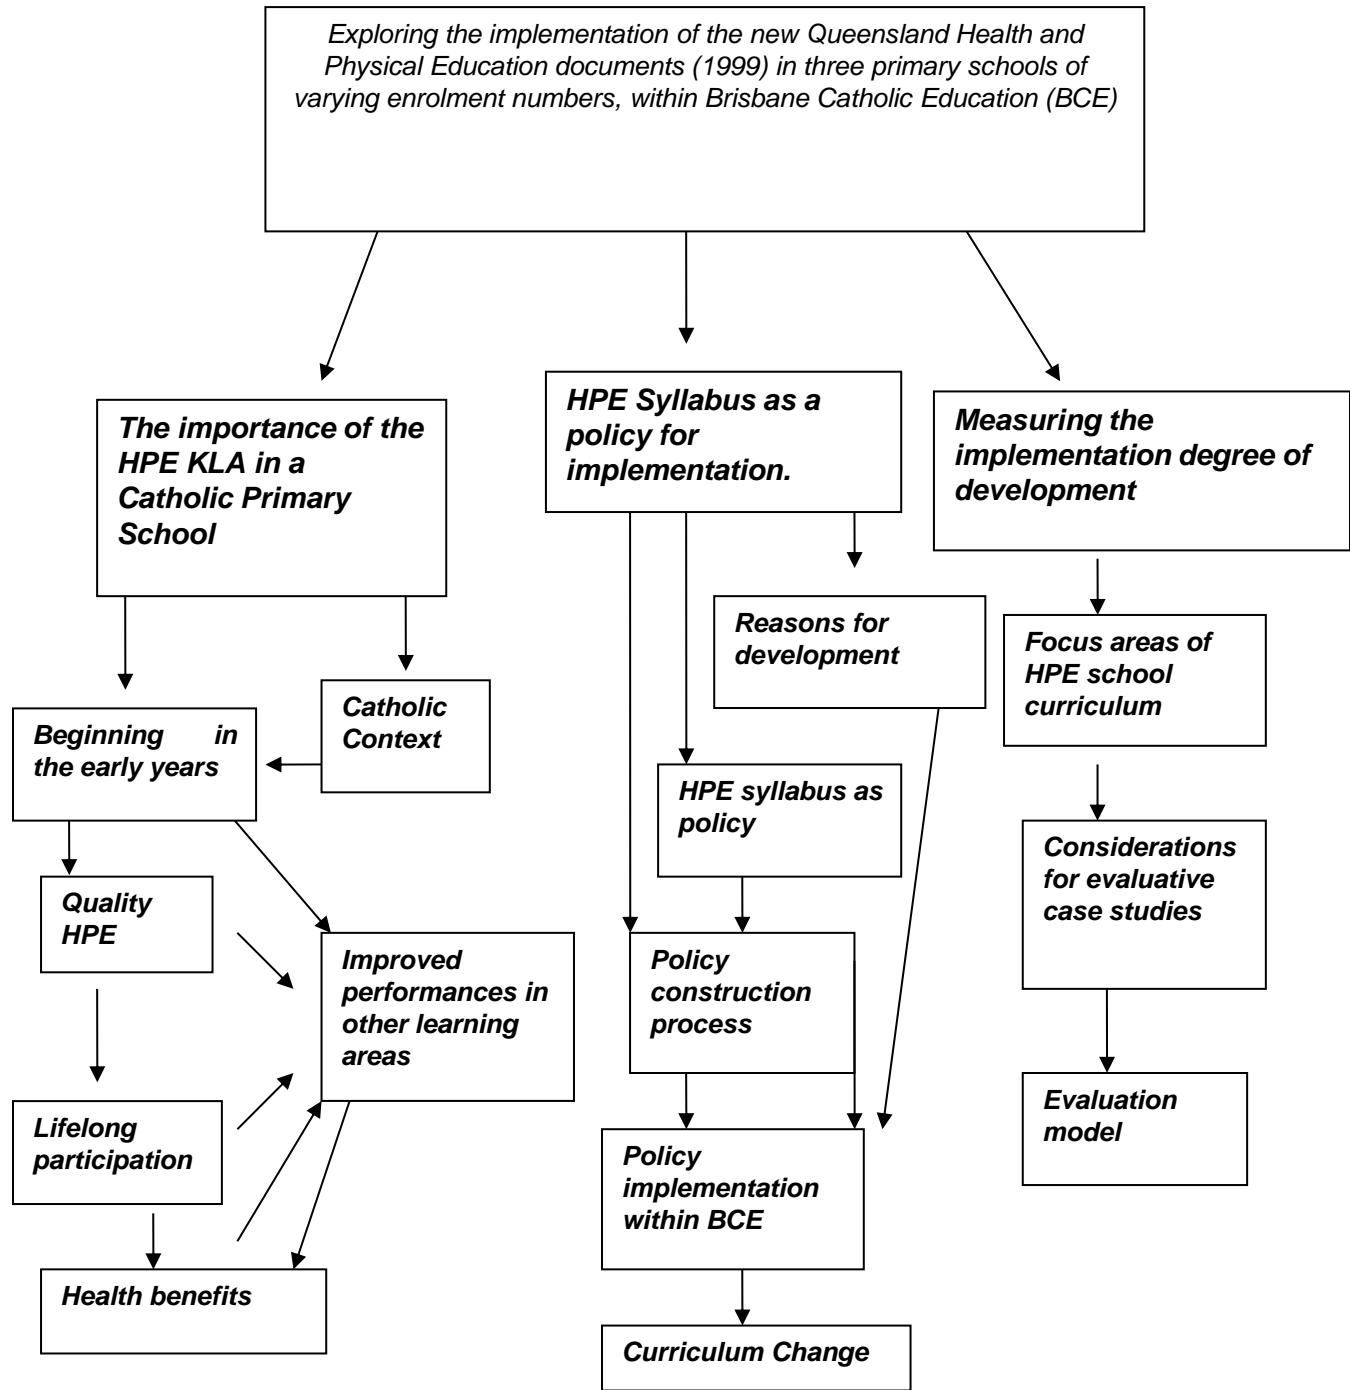 Exploring the implementation of the new Queensland Health and
Physical Education documents (1999) in three primary schools of
varying enrolment numbers, within Brisbane Catholic Education (BCE)
The importance of the
HPE KLA in a
Catholic Primary
School
HPE Syllabus as a
policy for
implementation.
Measuring the
implementation degree of
development
Beginning in
the early years
Catholic
Context
Quality
HPE
Improved
performances in
other learning
areas
Lifelong
participation
Health benefits
Reasons for
development
HPE syllabus as
policy
Policy
construction
process
Policy
implementation
within BCE
Curriculum Change
Focus areas of
HPE school
curriculum
Considerations
for evaluative
case studies
Evaluation
model